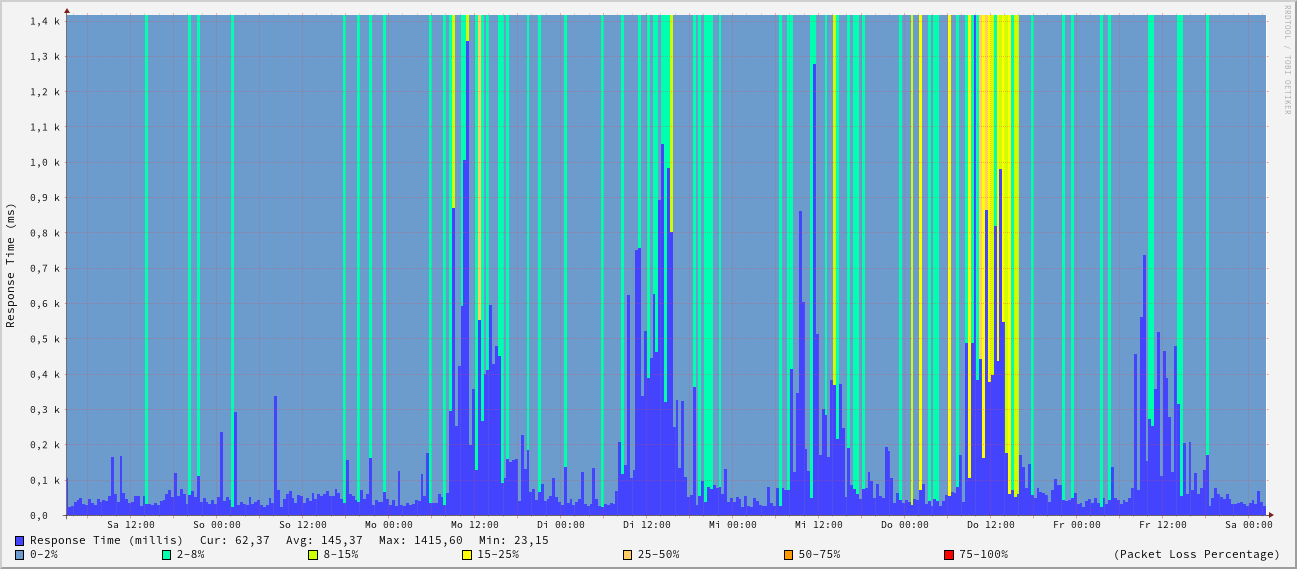 RRDTOOL / TOBI OETIKER
Response Time (ms)
1,4 k
1,3 k
1,2 k
1,1 k
1,0 k
0,9 k
0,8 k
0,7 k
0,6 k
0,5 k
0,4 k
0,3 k
0,2 k
0,1 k
0,0
Sa 12:00 So 00:00 So 12:00 Mo 00:00 Mo 12:00 Di 00:00 Di 12:00 Mi 00:00 Mi 12:00 Do 00:00 Do 12:00 Fr 00:00 Fr 12:00 Sa 00:00
Response Time (millis) Cur: 62,37 Avg: 145,37 Max: 1415,60 Min: 23,15
0-2% 2-8% 8-15% 15-25% 25-50% 50-75% 75-100% (Packet Loss Percentage)